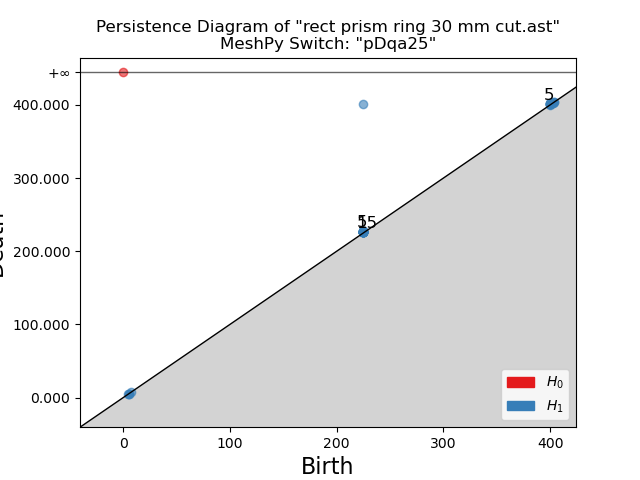 Persistence Diagram of "rect prism ring 30 mm cut.ast"
MeshPy Switch: "pDqa25"
+∞
400.000
300.000
200.000
100.000
0.000
5
15
0
100
200
300
400
Birth
H₀
H₁